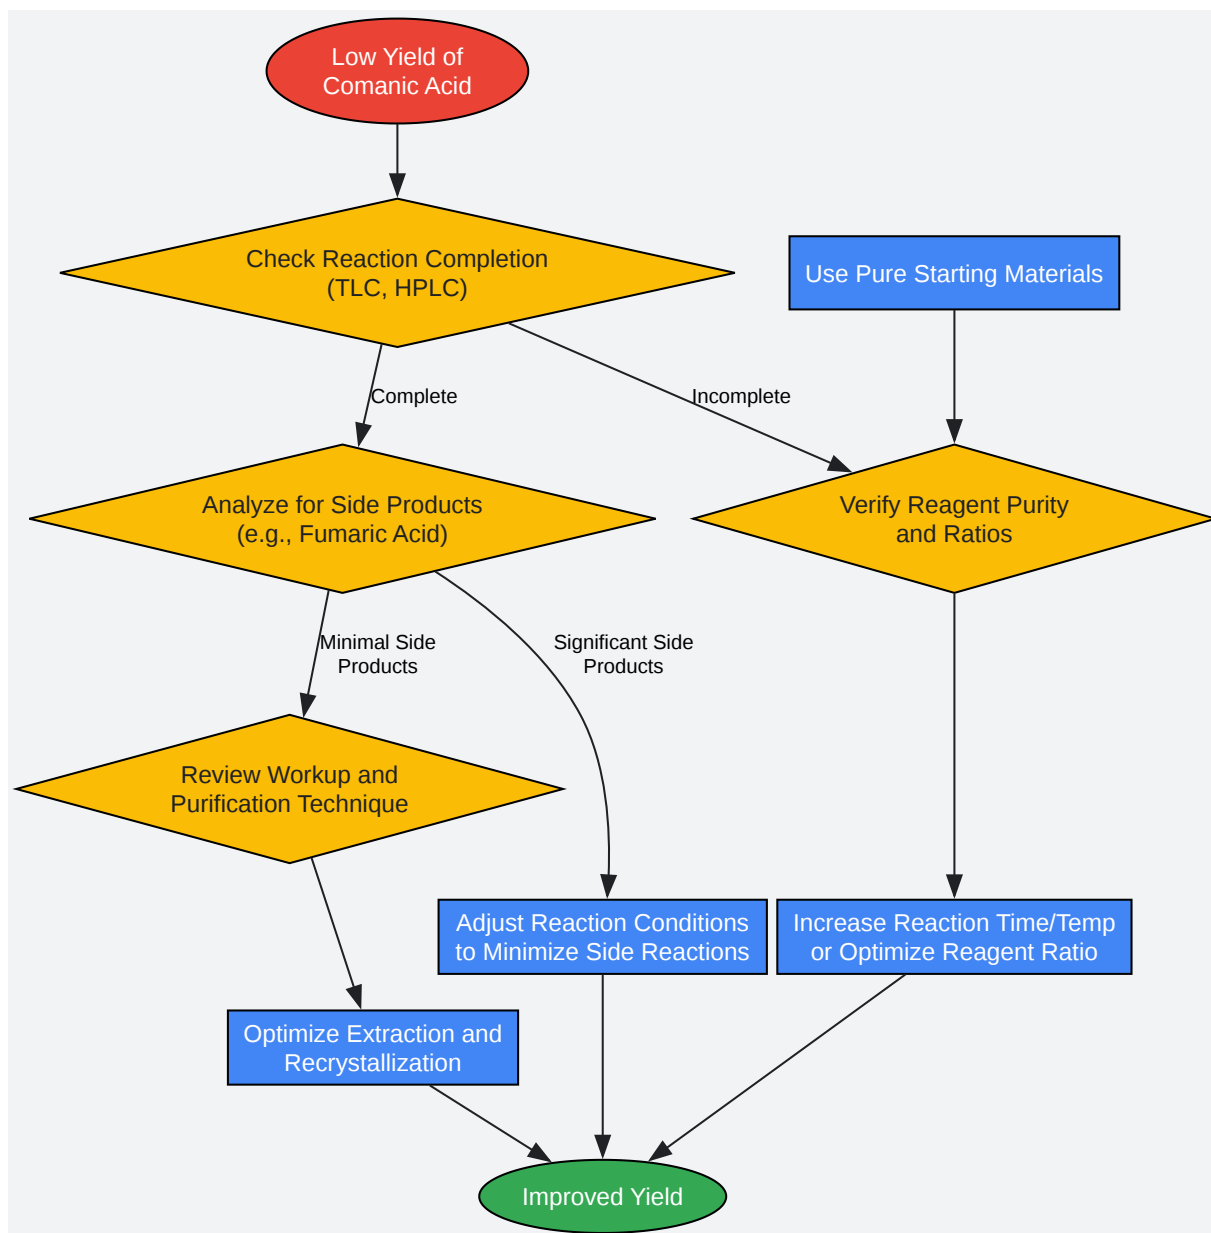 Low Yield of
Comanic Acid
Check Reaction Completion
(TLC, HPLC)
Use Pure Starting Materials
Complete
Incomplete
Analyze for Side Products
(e.g., Fumaric Acid)
Verify Reagent Purity
and Ratios
Minimal Side
Products
Significant Side
Products
Review Workup and
Purification Technique
Adjust Reaction Conditions
to Minimize Side Reactions
Increase Reaction Time/Temp
or Optimize Reagent Ratio
Optimize Extraction and
Recrystallization
Improved Yield